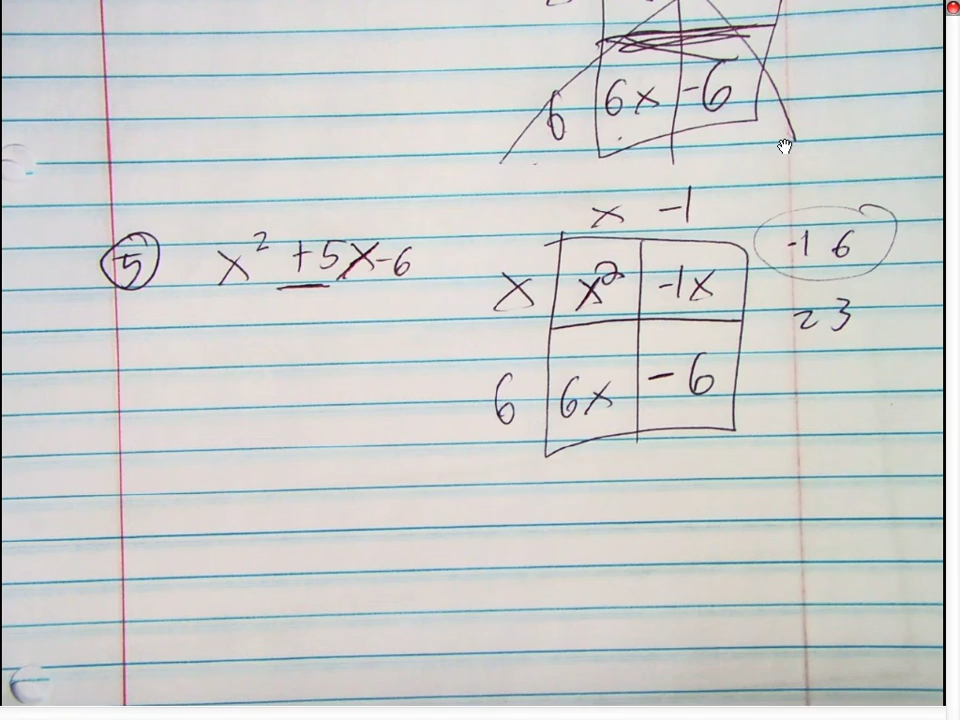 6 6x -6
x -1
5 x² +5x-6
x x² -1x
-1 6
2 3
6 6x -6